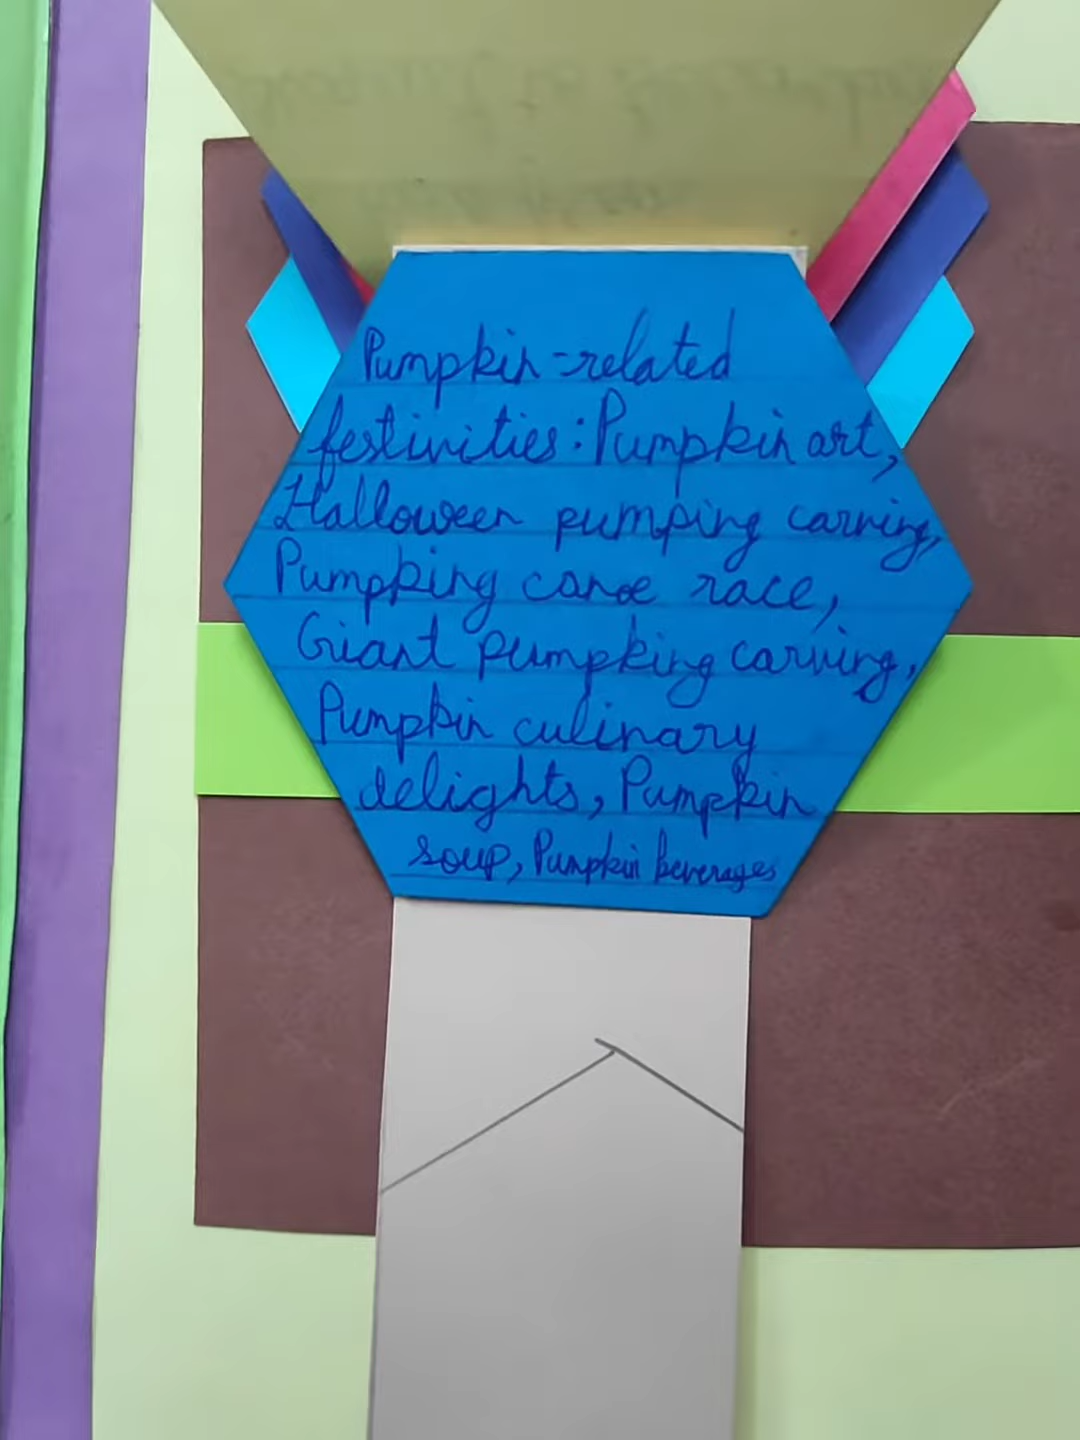 Pumpkin-related
festivities: Pumpkin art,
Halloween pumping carving,
Pumpking canoe race,
Giant pumpking carving,
Pumpkin culinary
delights, Pumpkin
soup, Pumpkin beverages